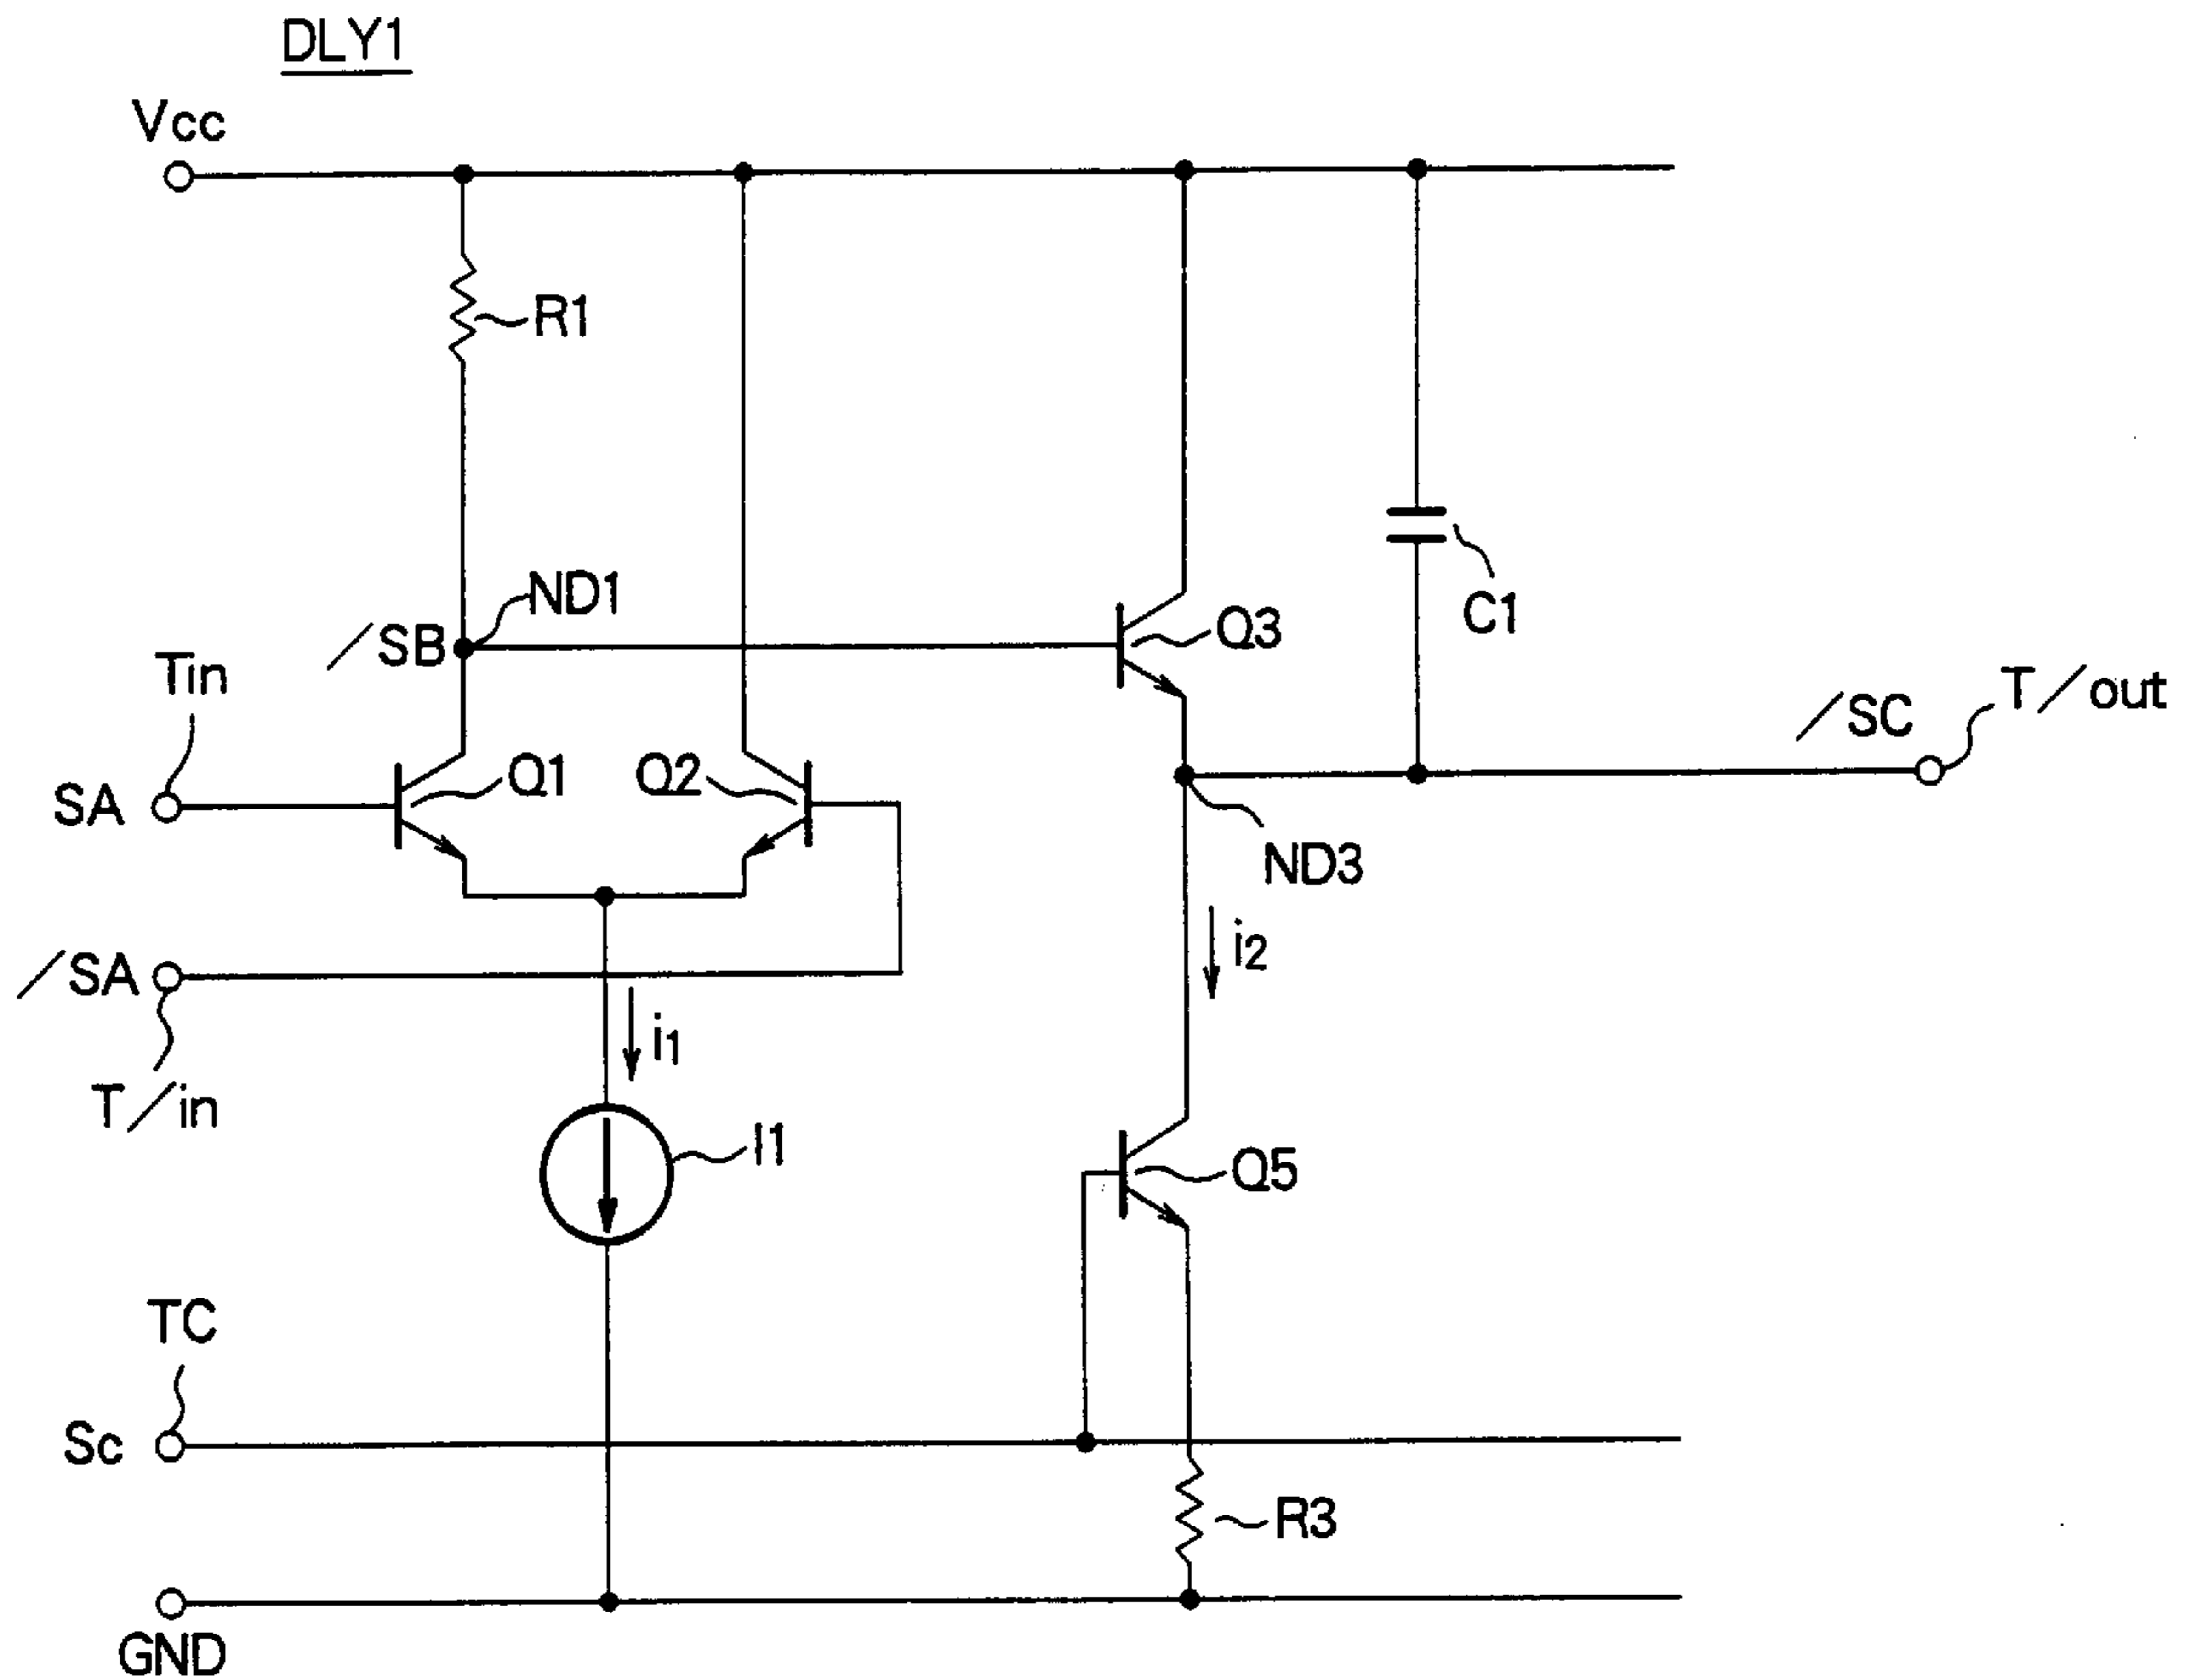 DLY1
Vcc
R1
ND1
/SB
Q3
C1
Tin
T/out
/SC
Q1
Q2
SA
ND3
i2
/SA
i1
T/in
I1
Q5
TC
Sc
R3
GND